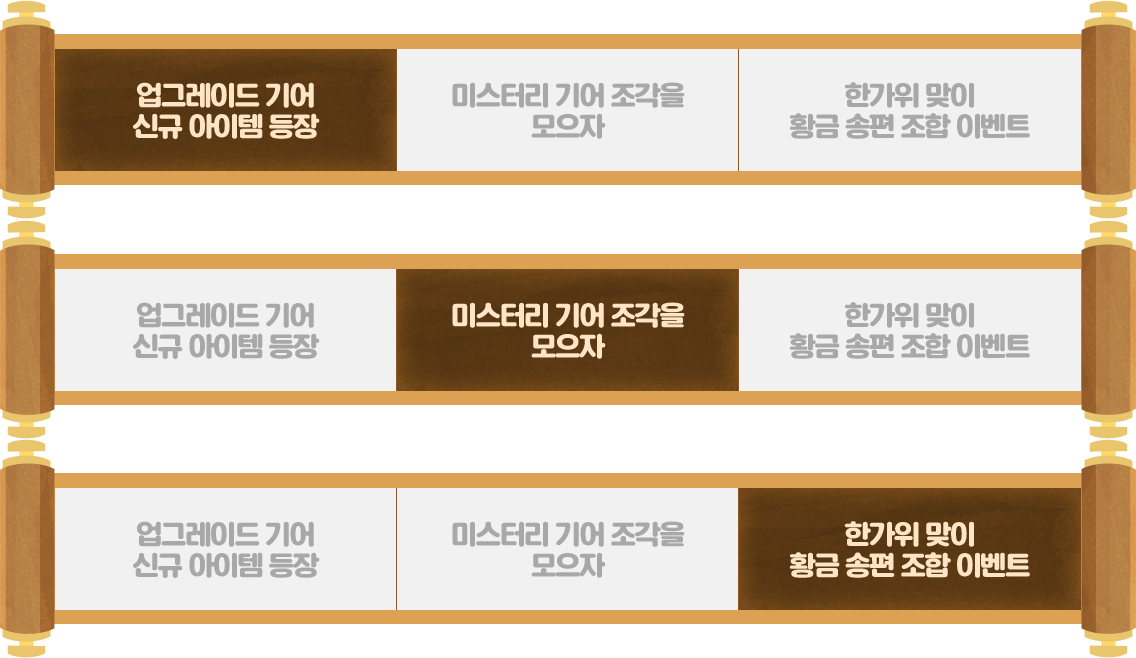 업그레이드 기어
신규 아이템 등장
미스터리 기어 조각을
모으자
한가위 맞이
황금 송편 조합 이벤트
업그레이드 기어
신규 아이템 등장
미스터리 기어 조각을
모으자
한가위 맞이
황금 송편 조합 이벤트
업그레이드 기어
신규 아이템 등장
미스터리 기어 조각을
모으자
한가위 맞이
황금 송편 조합 이벤트